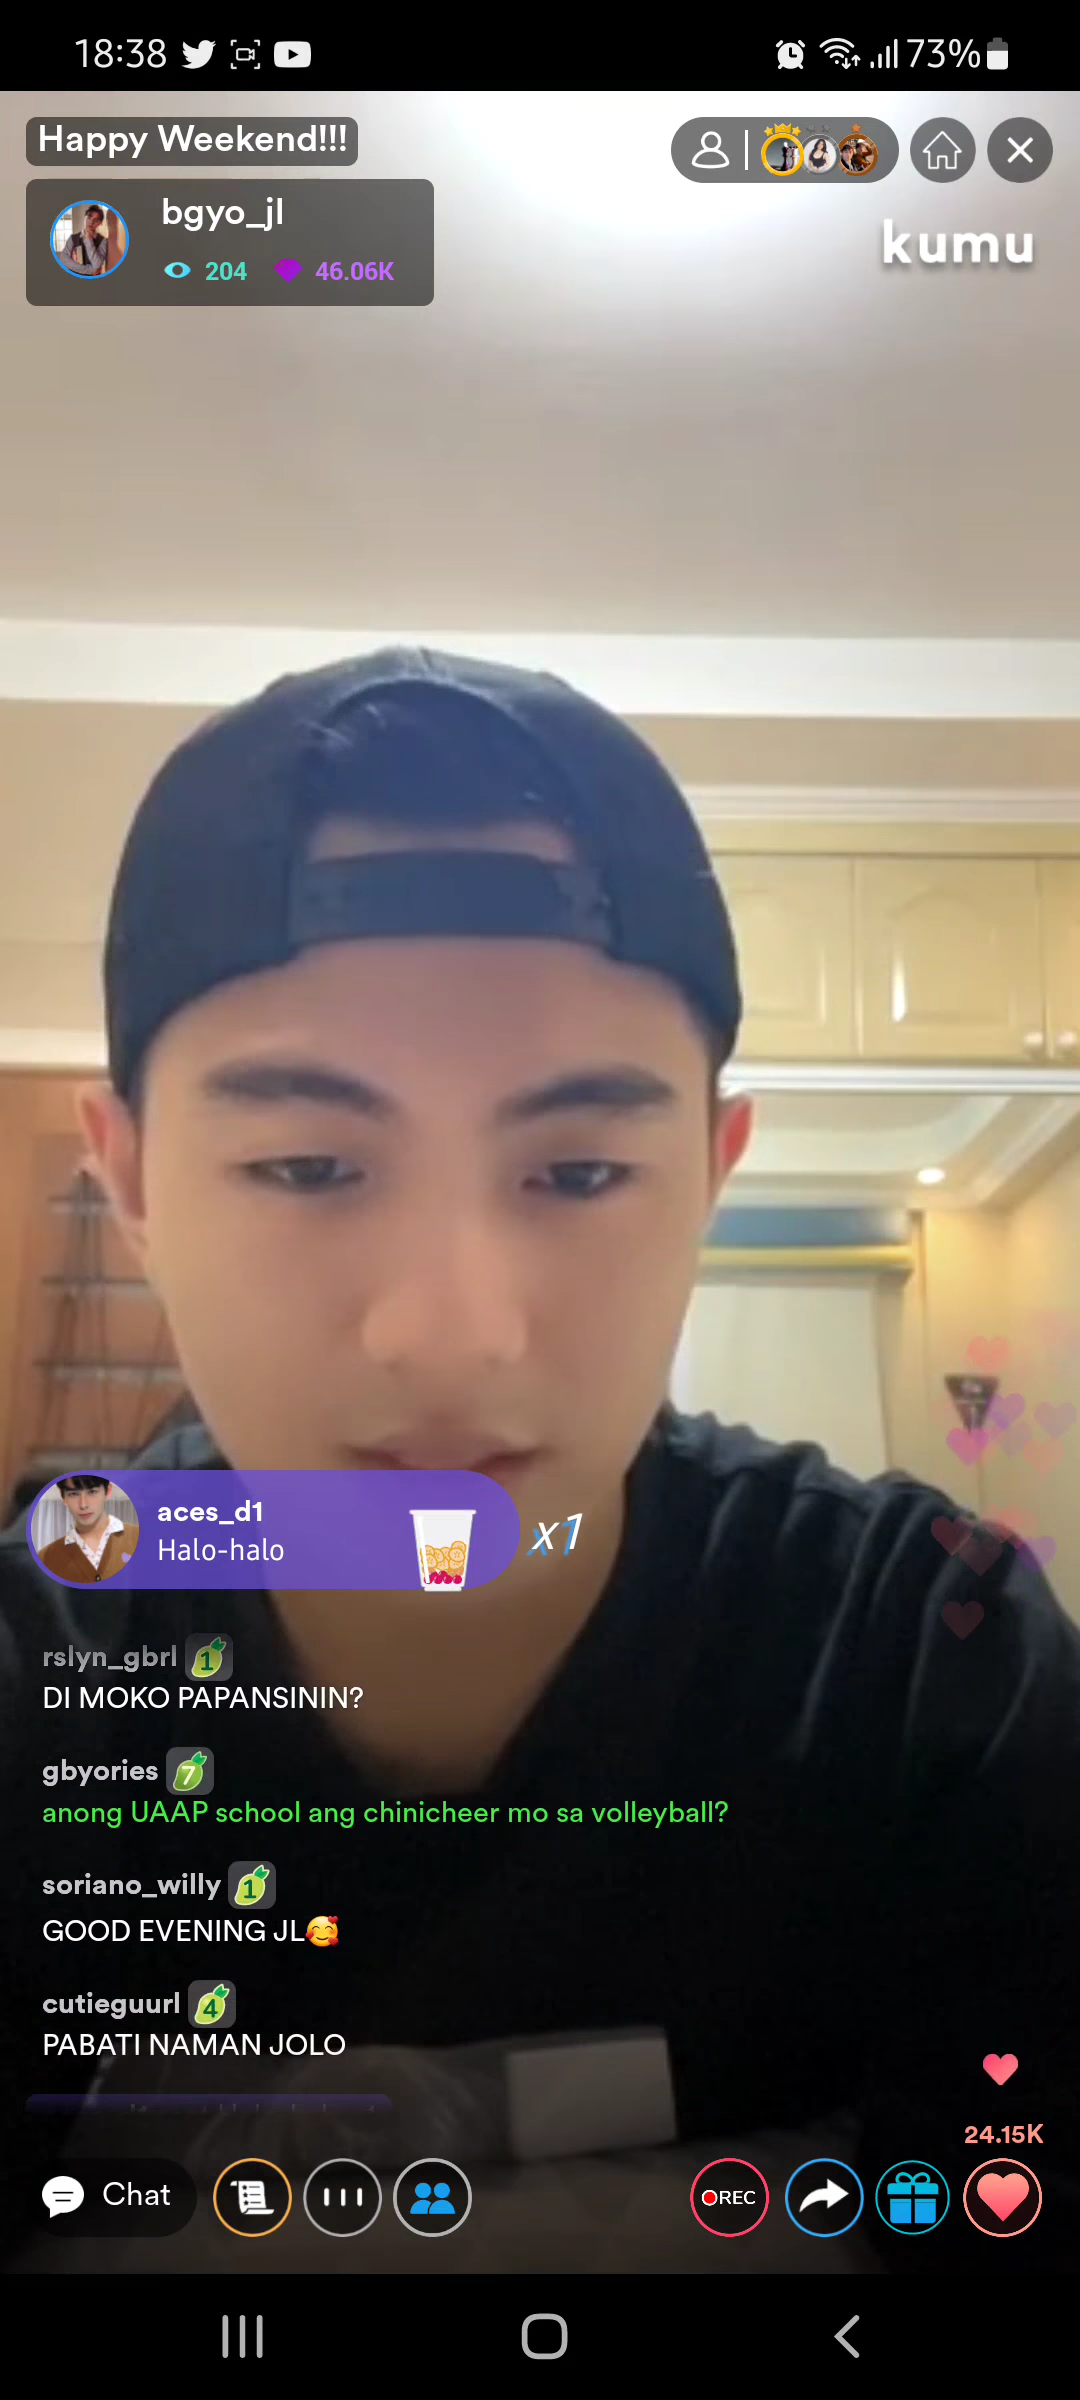 18:38
73%
Happy Weekend!!!
bgyo_jl
204 46.06K
kumu
aces_d1
Halo-halo
x1
rslyn_gbrl 1
DI MOKO PAPANSININ?
gbyories 7
anong UAAP school ang chinicheer mo sa volleyball?
soriano_willy 1
GOOD EVENING JL🥰
cutieguurl 4
PABATI NAMAN JOLO
24.15K
Chat
REC